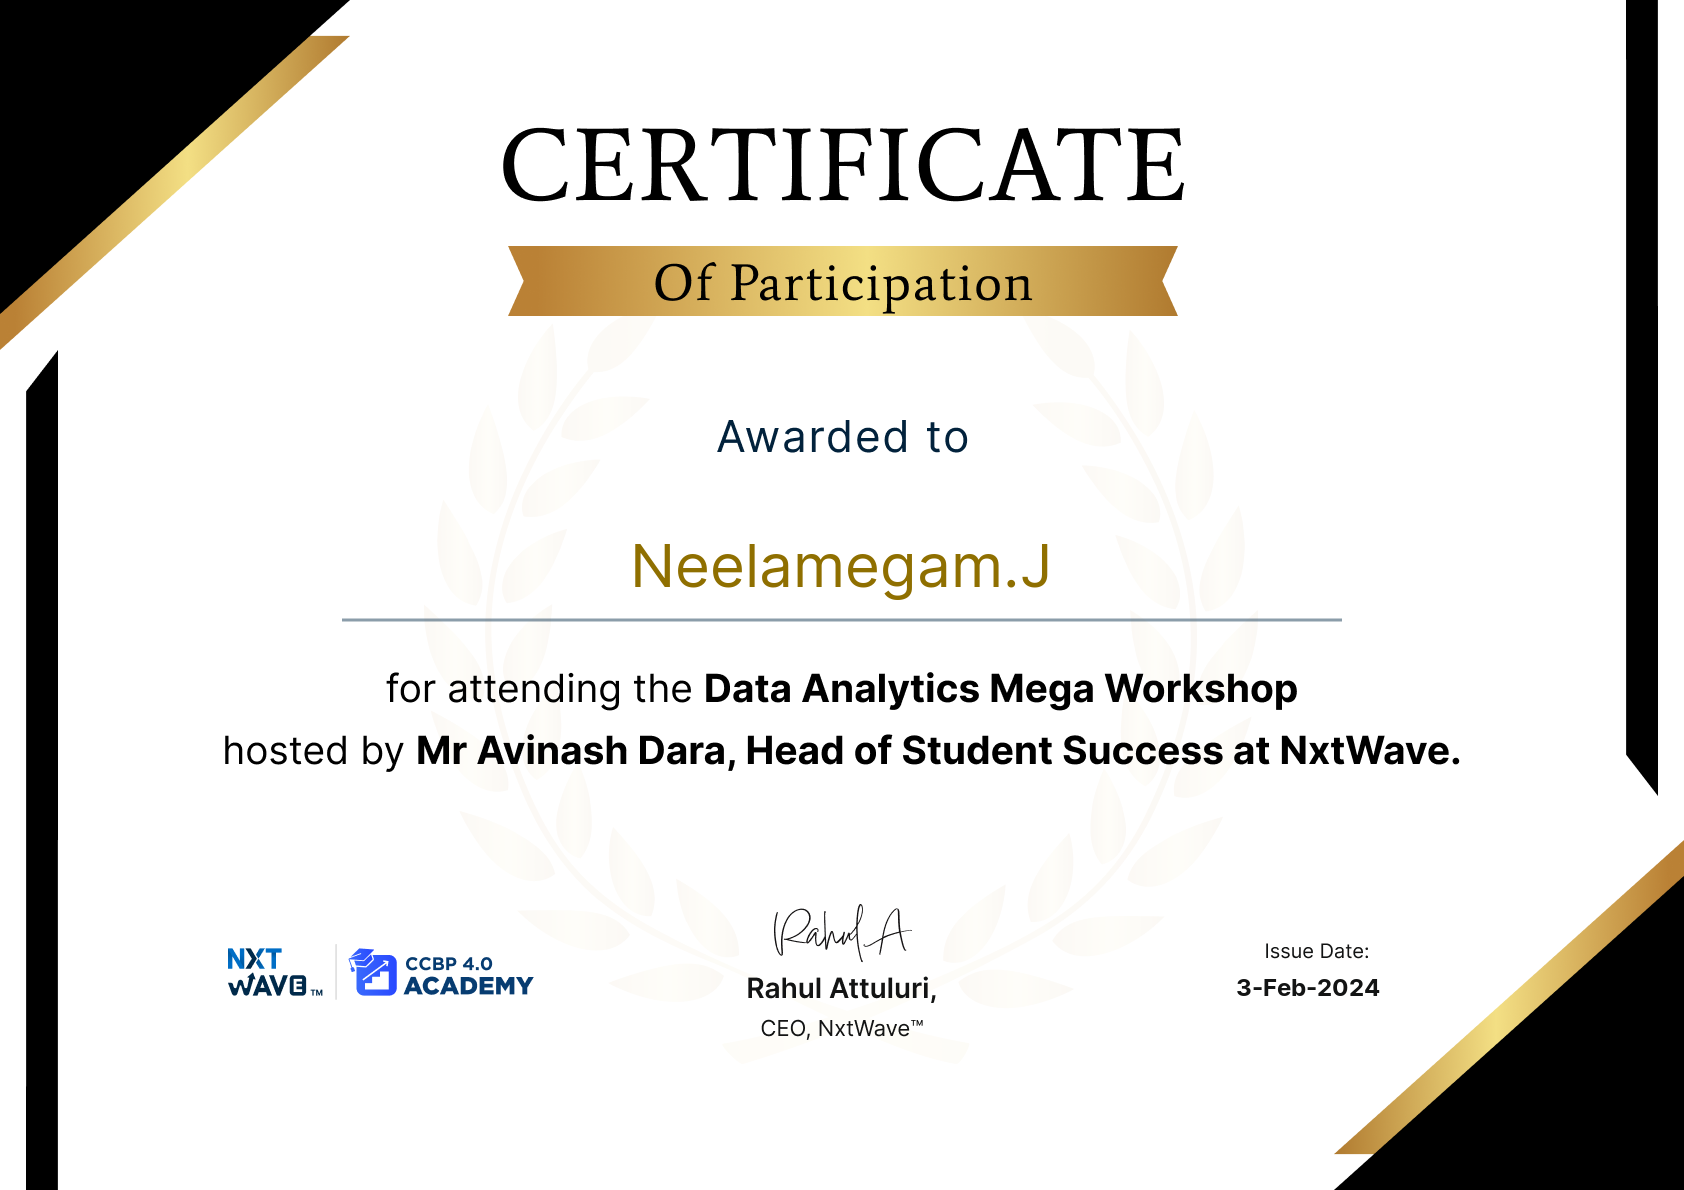 CERTIFICATE
Of Participation
Awarded to
Neelamegam.J
for attending the Data Analytics Mega Workshop
hosted by Mr Avinash Dara, Head of Student Success at NxtWave.
NXT
WAVE™
CCBP 4.0
ACADEMY
Rahul A
Rahul Attuluri,
CEO, NxtWave™
Issue Date:
3-Feb-2024